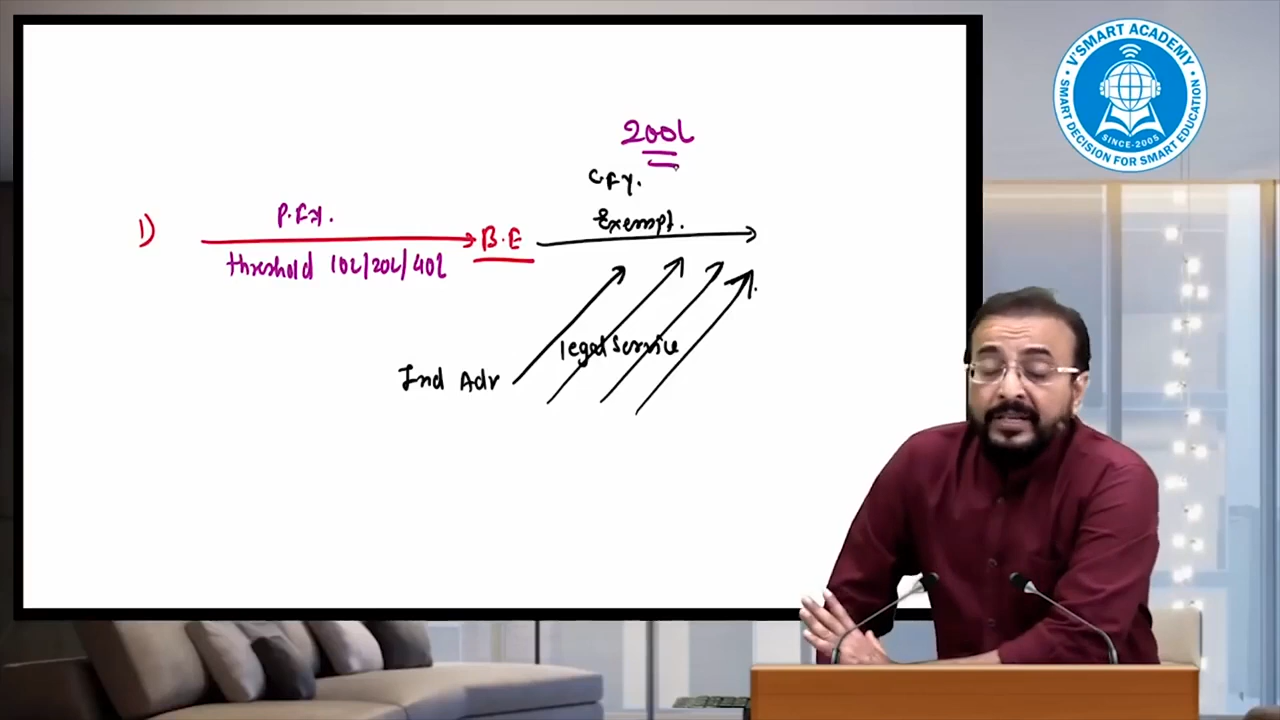 200L
C.F.Y.
1) P.F.Y. Exempt.
B.E
threshold 10L/20L/40L
legal Service
Ind Adv
V'SMART ACADEMY
SMART DECISION FOR SMART EDUCATION
SINCE-2005